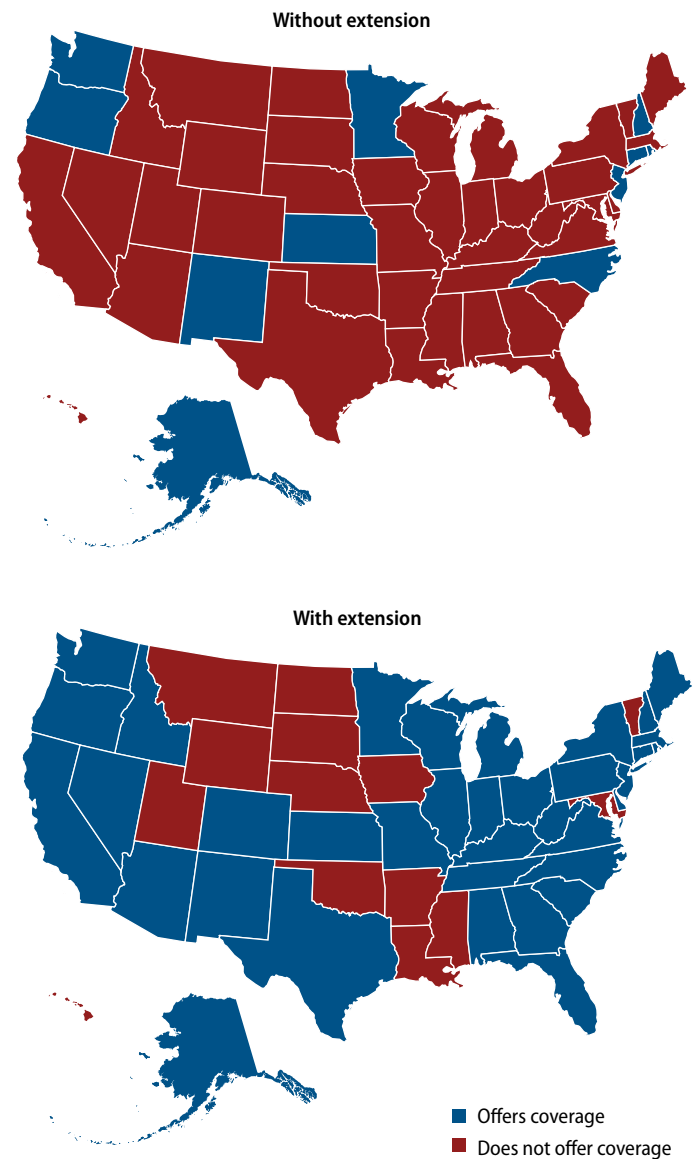 Without extension
With extension
Offers coverage
Does not offer coverage